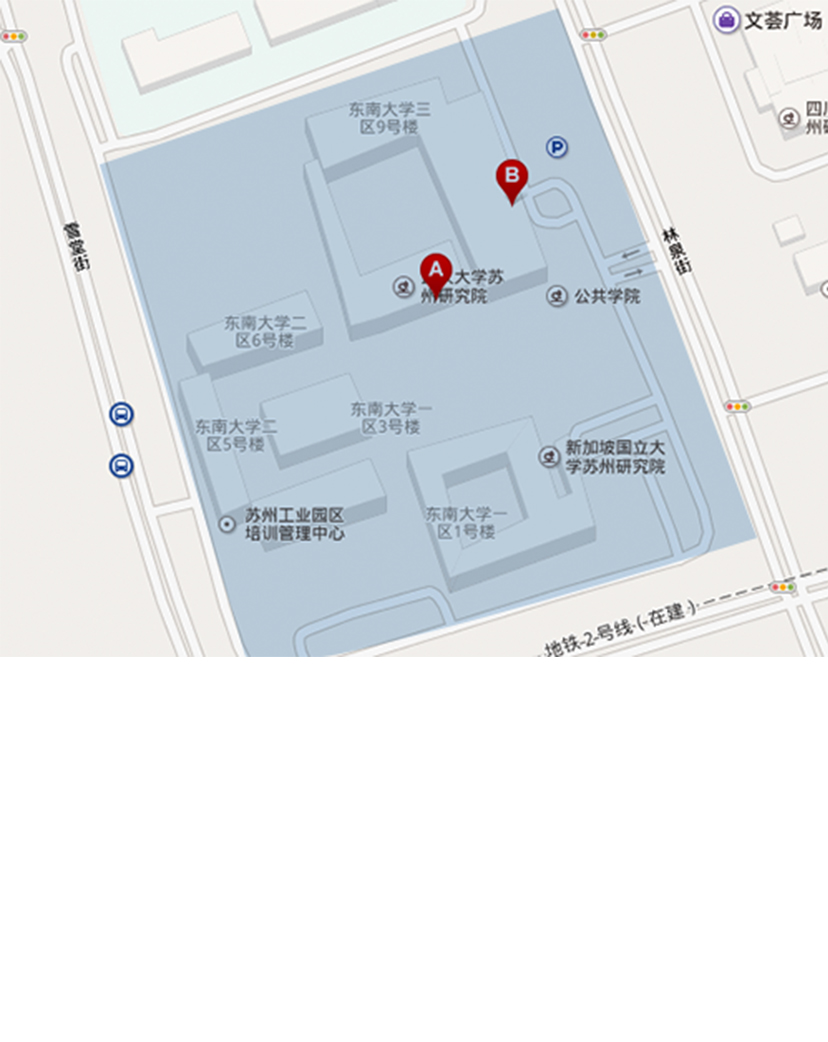 文荟广场
四川
州研
东南大学三
区9号楼
P
B
林泉街
雪堂街
A
大学苏
州研究院
公共学院
东南大学二
区6号楼
东南大学一
区3号楼
东南大学二
区5号楼
新加坡国立大
学苏州研究院
苏州工业园区
培训管理中心
东南大学一
区1号楼
地铁2号线(在建)